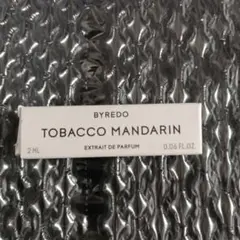 BYREDO
TOBACCO MANDARIN
EXTRAIT DE PARFUM
2 ML 0.06 FL.OZ